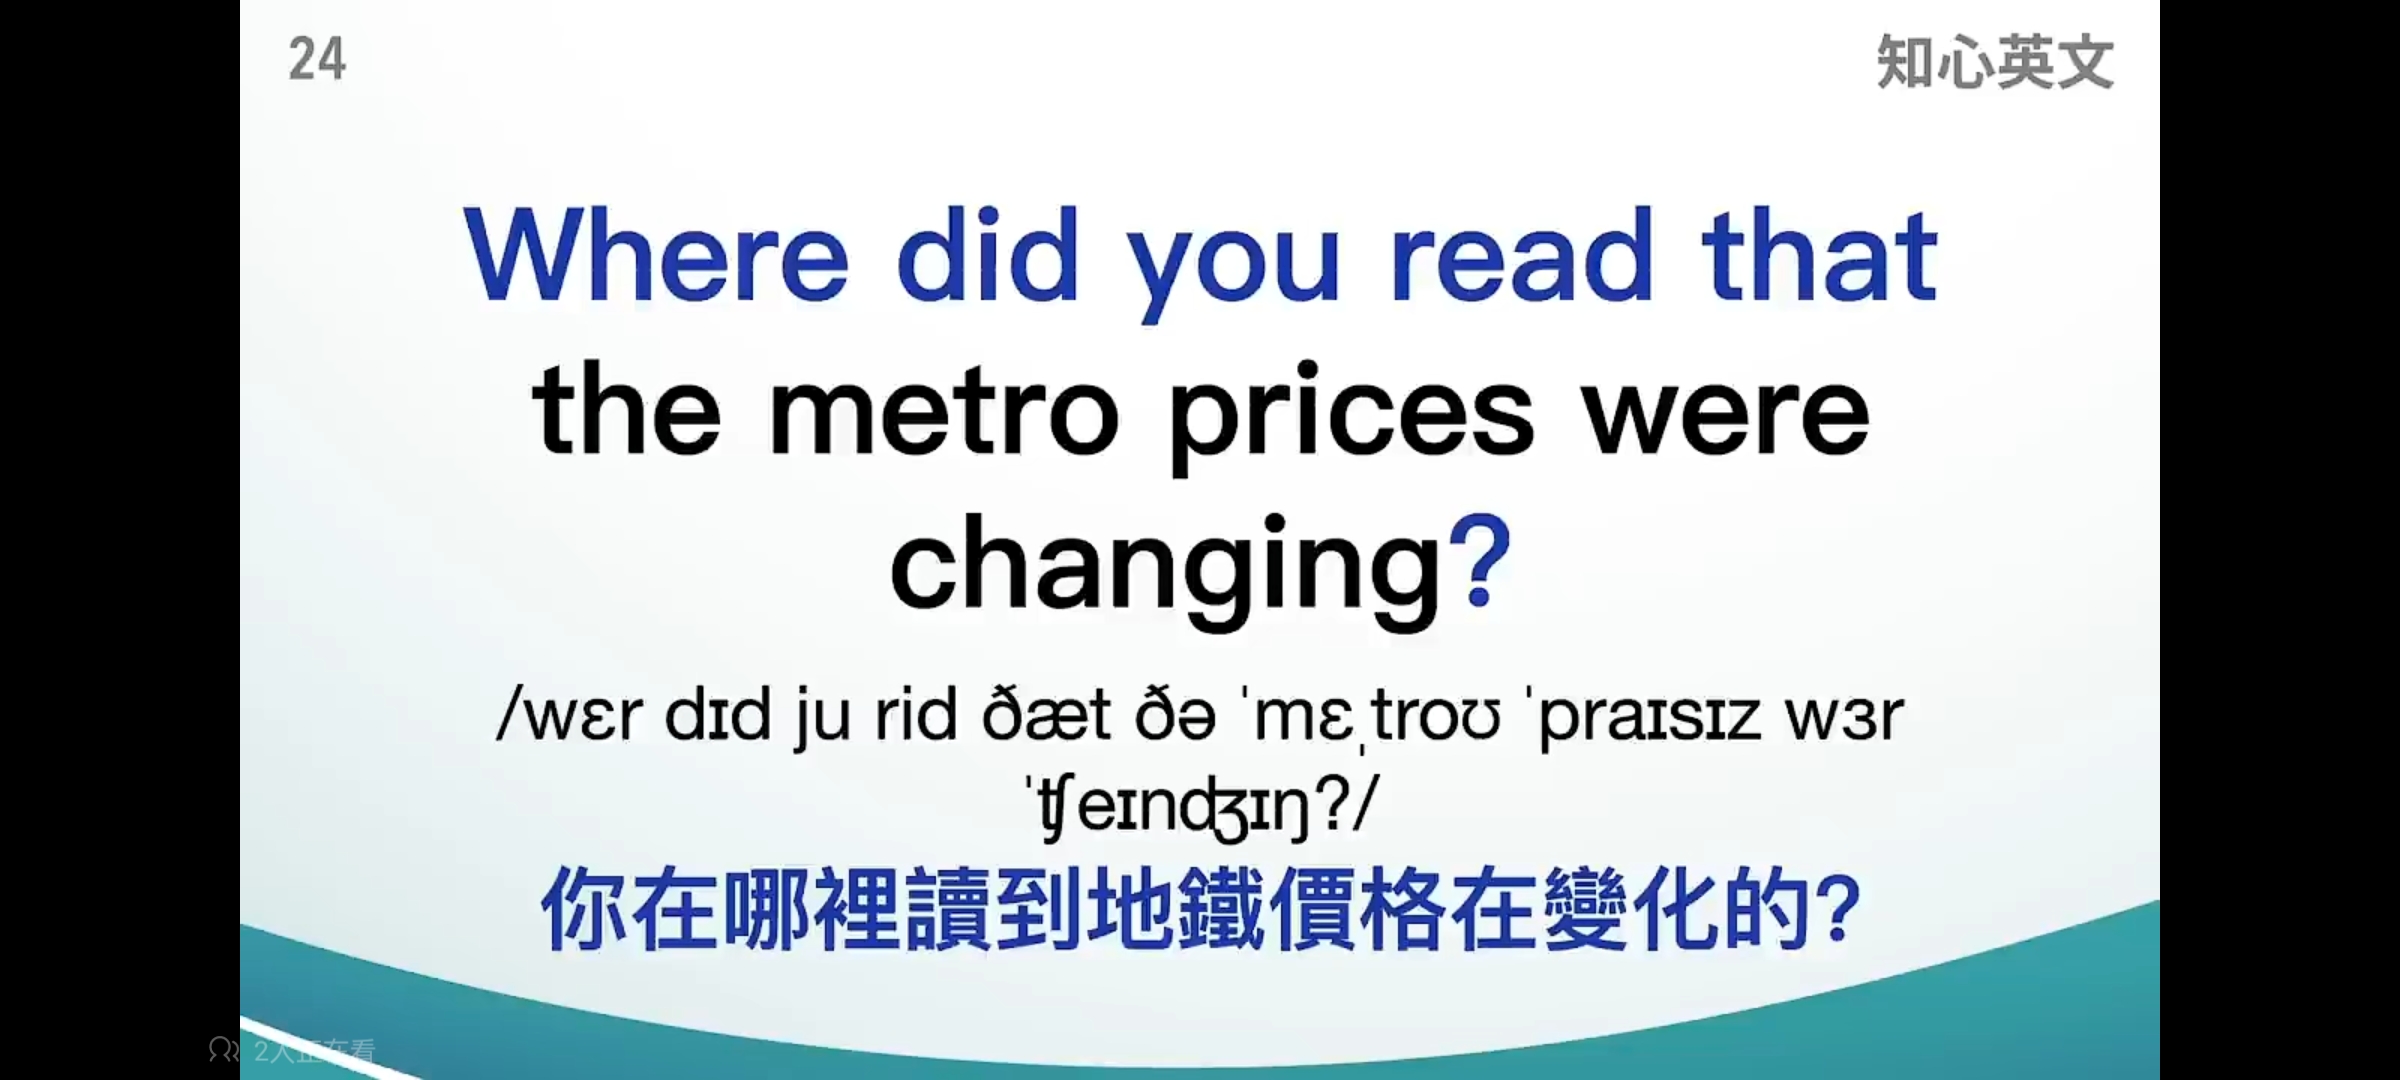 24
知心英文
Where did you read that
the metro prices were
changing?
/wɛr dɪd ju rid ðæt ðə ˈmɛˌtroʊ ˈpraɪsɪz wɜr
ˈʧeɪnʤɪŋ?/
你在哪裡讀到地鐵價格在變化的?
2人正在看